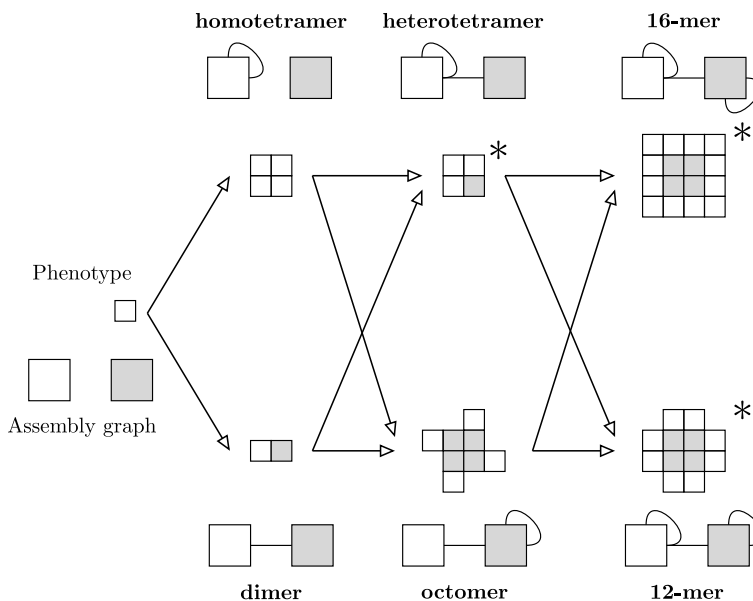 homotetramer heterotetramer 16-mer
*
*
Phenotype
Assembly graph
*
dimer octomer 12-mer